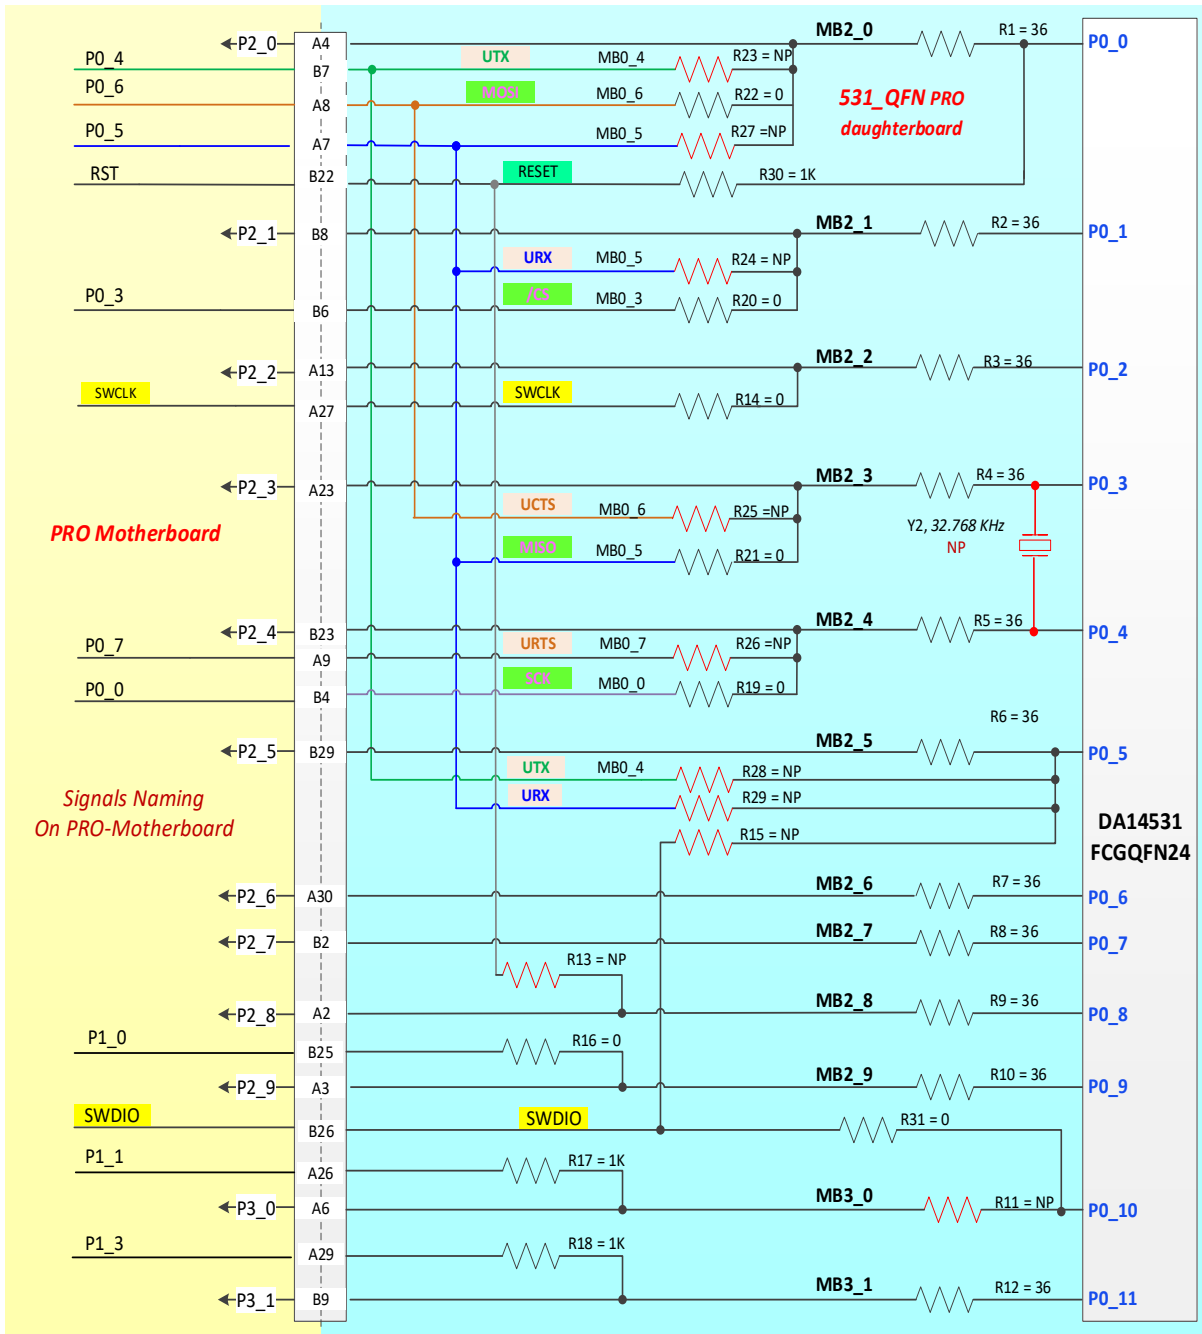 P2_0 A4 MB2_0 R1 = 36 P0_0
P0_4 B7 UTX MB0_4 R23 = NP
P0_6 A8 MOSI MB0_6 R22 = 0
531_QFN PRO
daughterboard
P0_5 A7 MB0_5 R27 =NP
RST B22 RESET R30 = 1K
P2_1 B8 MB2_1 R2 = 36 P0_1
URX MB0_5 R24 = NP
P0_3 B6 /CS MB0_3 R20 = 0
P2_2 A13 MB2_2 R3 = 36 P0_2
SWCLK A27 SWCLK R14 = 0
P2_3 A23 MB2_3 R4 = 36 P0_3
UCTS MB0_6 R25 =NP
PRO Motherboard
Y2, 32.768 KHz
NP
MISO MB0_5 R21 = 0
P2_4 B23 MB2_4 R5 = 36 P0_4
P0_7 A9 URTS MB0_7 R26 =NP
P0_0 B4 SCK MB0_0 R19 = 0
R6 = 36
P2_5 B29 MB2_5 P0_5
UTX MB0_4 R28 = NP
URX R29 = NP
Signals Naming
On PRO-Motherboard
R15 = NP
DA14531
FCGQFN24
P2_6 A30 MB2_6 R7 = 36 P0_6
P2_7 B2 MB2_7 R8 = 36 P0_7
R13 = NP
P2_8 A2 MB2_8 R9 = 36 P0_8
P1_0 B25 R16 = 0
P2_9 A3 MB2_9 R10 = 36 P0_9
SWDIO B26 SWDIO R31 = 0
P1_1 A26 R17 = 1K
P3_0 A6 MB3_0 R11 = NP P0_10
P1_3 A29 R18 = 1K
P3_1 B9 MB3_1 R12 = 36 P0_11